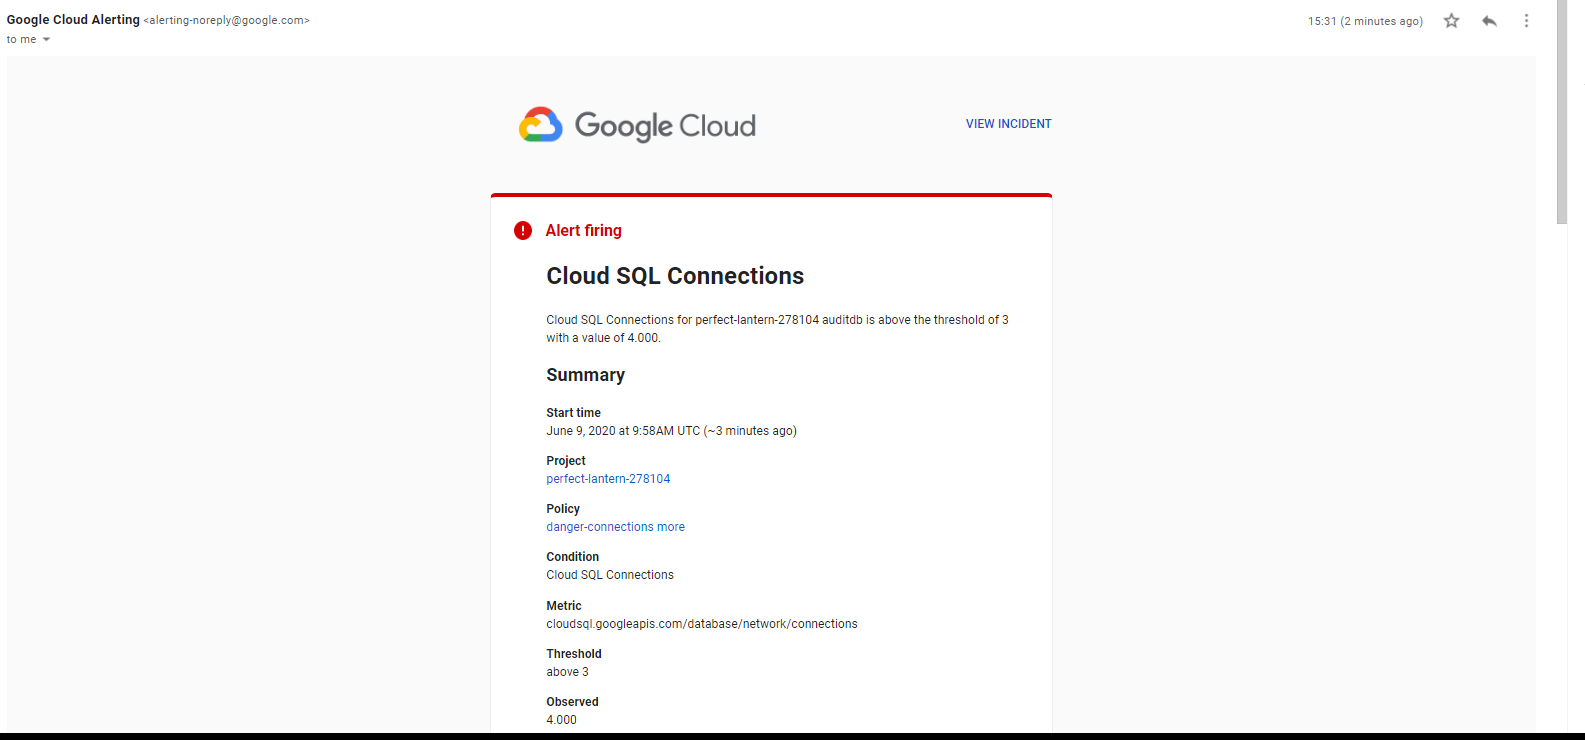 Google Cloud Alerting <alerting-noreply@google.com>
15:31 (2 minutes ago)
to me
Google Cloud
VIEW INCIDENT
Alert firing
Cloud SQL Connections
Cloud SQL Connections for perfect-lantern-278104 auditdb is above the threshold of 3
with a value of 4.000.
Summary
Start time
June 9, 2020 at 9:58AM UTC (~3 minutes ago)
Project
perfect-lantern-278104
Policy
danger-connections more
Condition
Cloud SQL Connections
Metric
cloudsql.googleapis.com/database/network/connections
Threshold
above 3
Observed
4.000